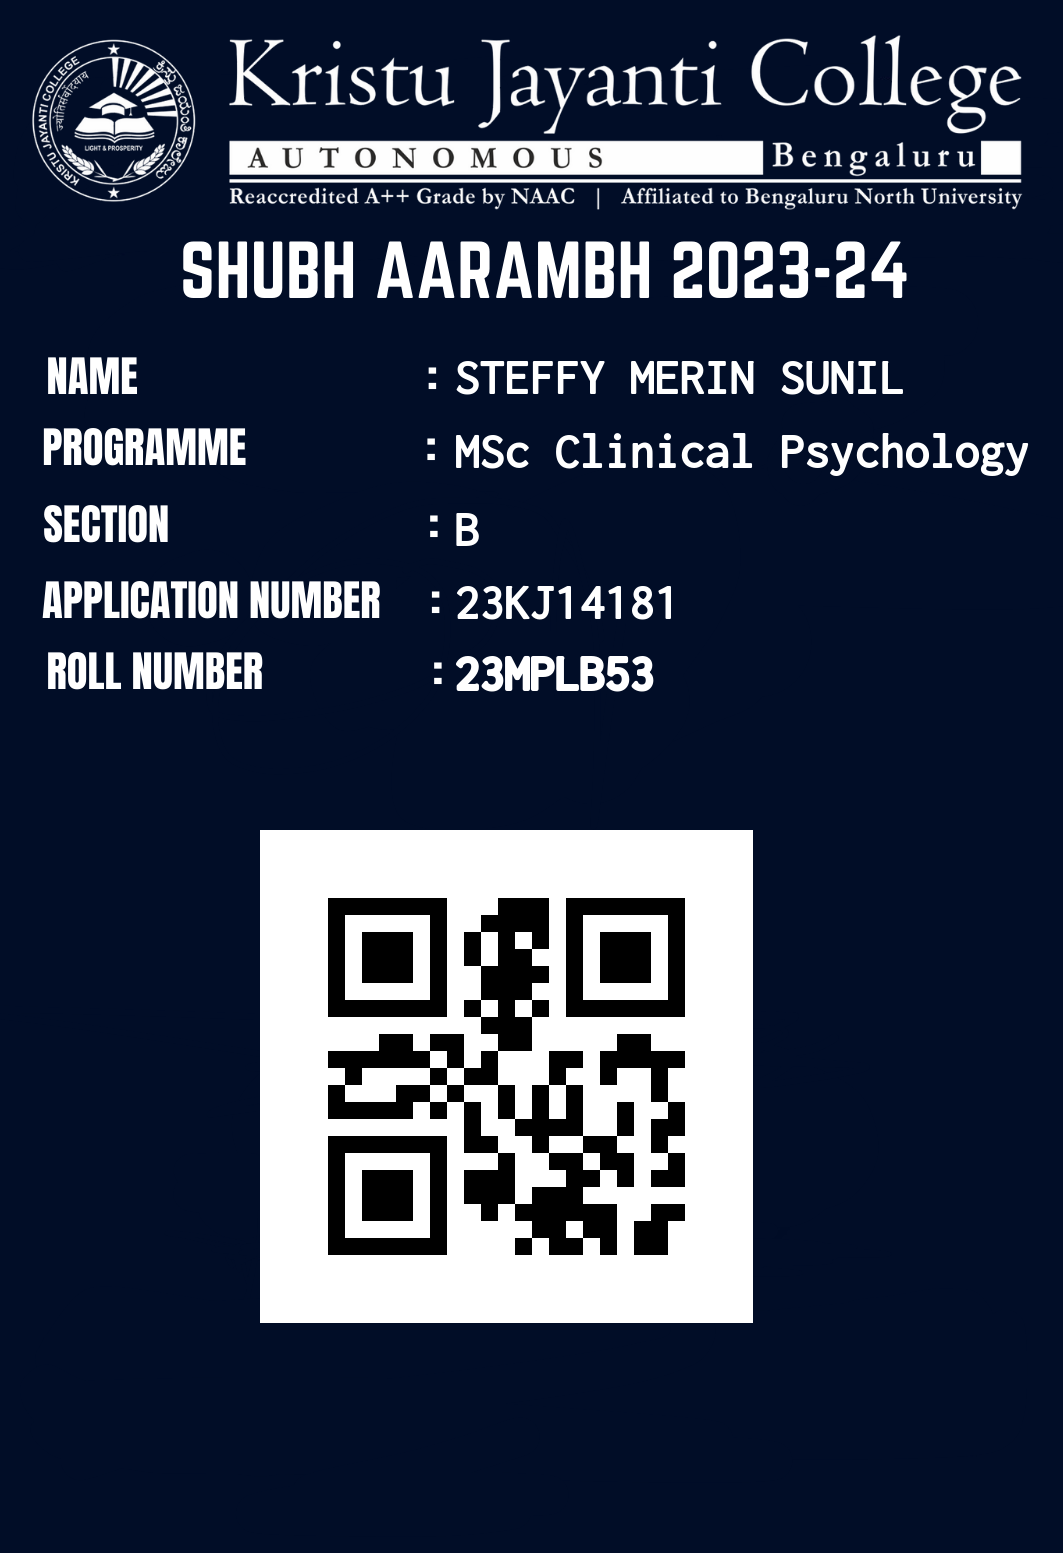 Kristu Jayanti College
AUTONOMOUS Bengaluru
Reaccredited A++ Grade by NAAC | Affiliated to Bengaluru North University
KRISTU JAYANTI COLLEGE
LIGHT & PROSPERITY
SHUBH AARAMBH 2023-24
NAME : STEFFY MERIN SUNIL
PROGRAMME : MSc Clinical Psychology
SECTION : B
APPLICATION NUMBER : 23KJ14181
ROLL NUMBER : 23MPLB53